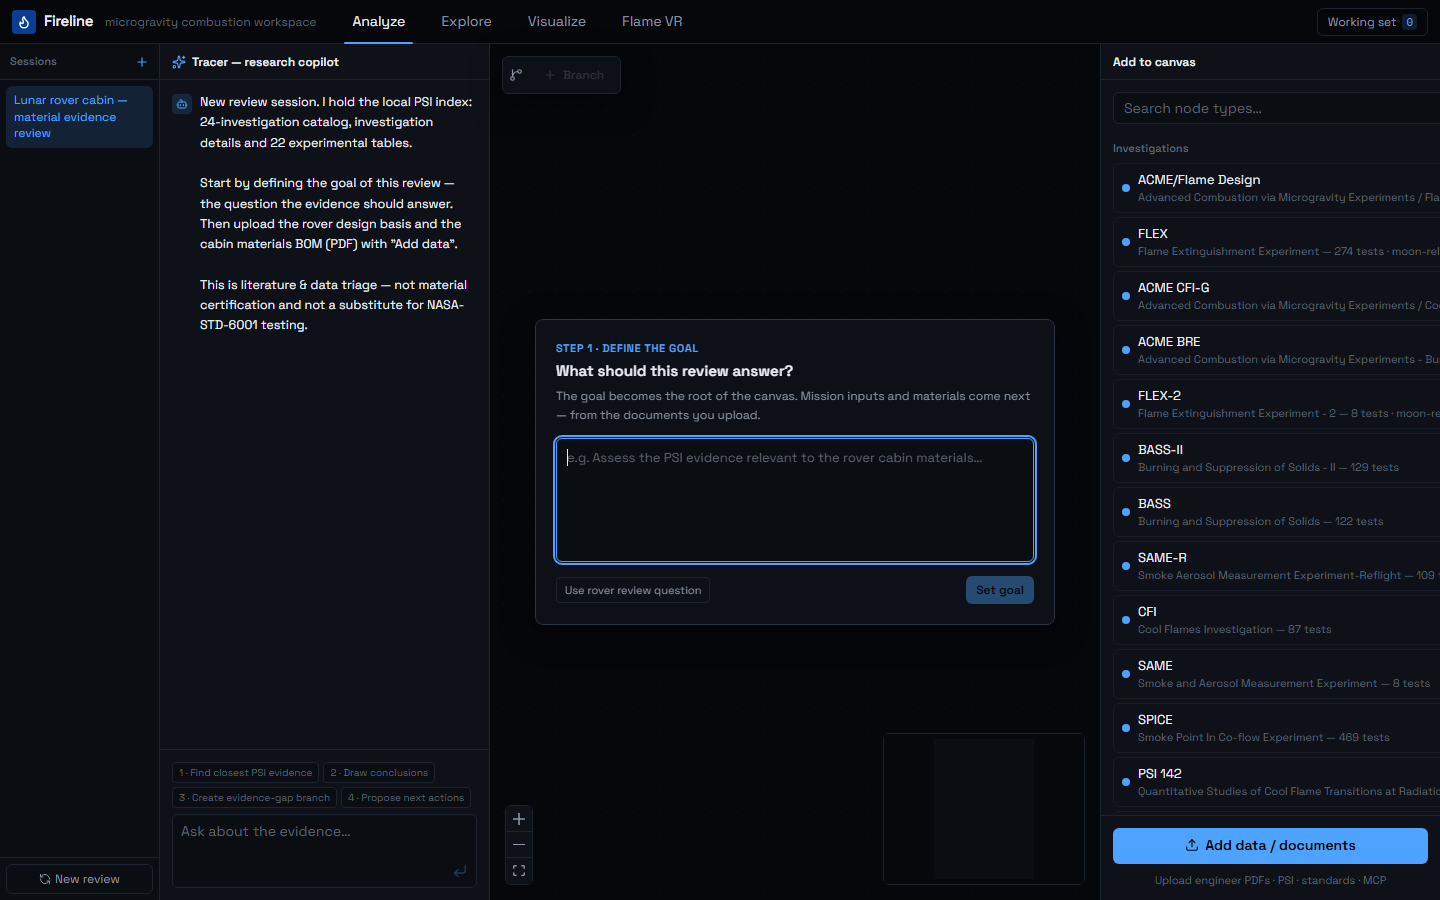 Fireline microgravity combustion workspace Analyze Explore Visualize Flame VR Working set 0
Sessions
Lunar rover cabin —
material evidence
review
New review
Tracer — research copilot
New review session. I hold the local PSI index:
24-investigation catalog, investigation
details and 22 experimental tables.
Start by defining the goal of this review —
the question the evidence should answer.
Then upload the rover design basis and the
cabin materials BOM (PDF) with "Add data".
This is literature & data triage — not material
certification and not a substitute for NASA-
STD-6001 testing.
1 · Find closest PSI evidence 2 · Draw conclusions
3 · Create evidence-gap branch 4 · Propose next actions
Ask about the evidence...
Branch
STEP 1 · DEFINE THE GOAL
What should this review answer?
The goal becomes the root of the canvas. Mission inputs and materials come next
— from the documents you upload.
e.g. Assess the PSI evidence relevant to the rover cabin materials...
Use rover review question Set goal
Add to canvas
Search node types...
Investigations
ACME/Flame Design
Advanced Combustion via Microgravity Experiments / Fla
FLEX
Flame Extinguishment Experiment — 274 tests · moon-rel
ACME CFI-G
Advanced Combustion via Microgravity Experiments / Co
ACME BRE
Advanced Combustion via Microgravity Experiments - Bu
FLEX-2
Flame Extinguishment Experiment - 2 — 8 tests · moon-re
BASS-II
Burning and Suppression of Solids - II — 129 tests
BASS
Burning and Suppression of Solids — 122 tests
SAME-R
Smoke Aerosol Measurement Experiment-Reflight — 109 t
CFI
Cool Flames Investigation — 87 tests
SAME
Smoke and Aerosol Measurement Experiment — 8 tests
SPICE
Smoke Point In Co-flow Experiment — 469 tests
PSI 142
Quantitative Studies of Cool Flame Transitions at Radiatio
Add data / documents
Upload engineer PDFs · PSI · standards · MCP